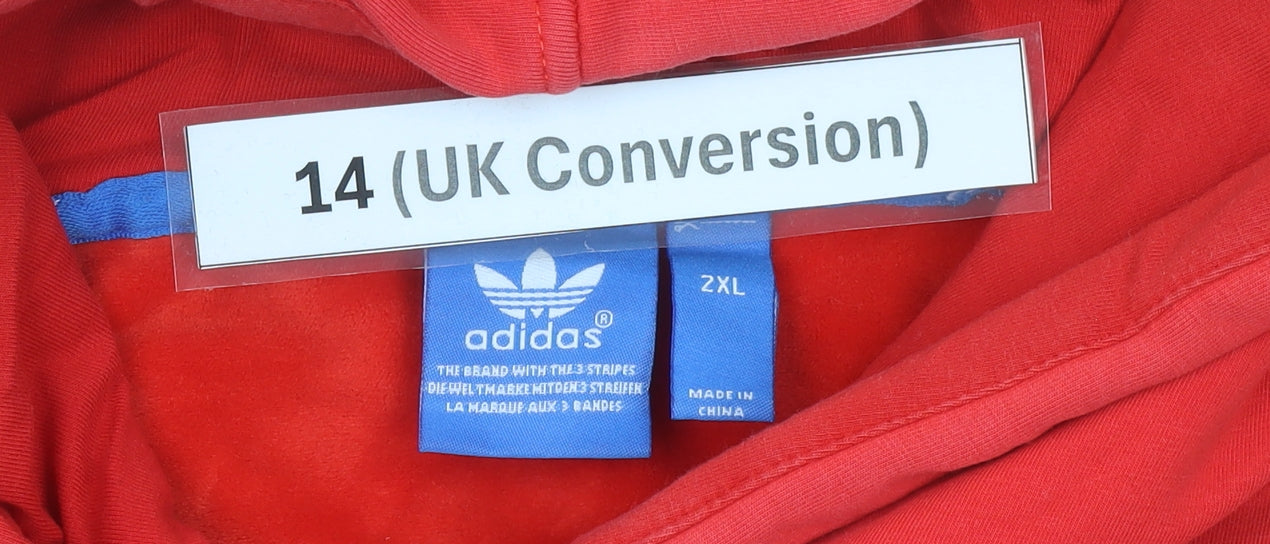 14 (UK Conversion)
adidas®
THE BRAND WITH THE 3 STRIPES
DIE WELTMARKE MIT DEN 3 STREIFEN
LA MARQUE AUX 3 BANDES
2XL
MADE IN
CHINA